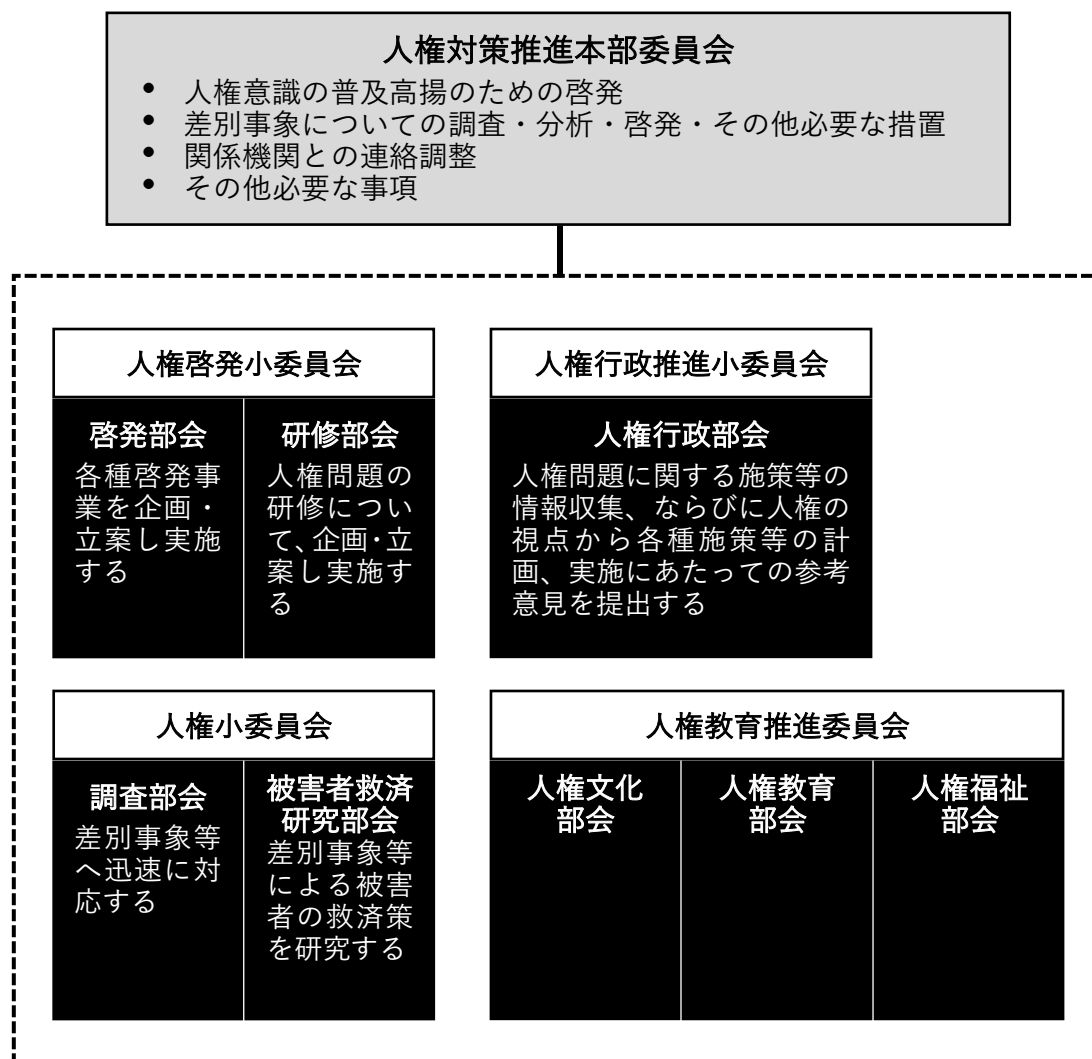 人権対策推進本部委員会
• 人権意識の普及高揚のための啓発
• 差別事象についての調査・分析・啓発・その他必要な措置
• 関係機関との連絡調整
• その他必要な事項
人権啓発小委員会
啓発部会
各種啓発事
業を企画・
立案し実施
する
研修部会
人権問題の
研修につい
て、企画・立
案し実施す
る
人権行政推進小委員会
人権行政部会
人権問題に関する施策等の
情報収集、ならびに人権の
視点から各種施策等の計
画、実施にあたっての参考
意見を提出する
人権小委員会
調査部会
差別事象等
へ迅速に対
応する
被害者救済
研究部会
差別事象等
による被害
者の救済策
を研究する
人権教育推進委員会
人権文化
部会
人権教育
部会
人権福祉
部会